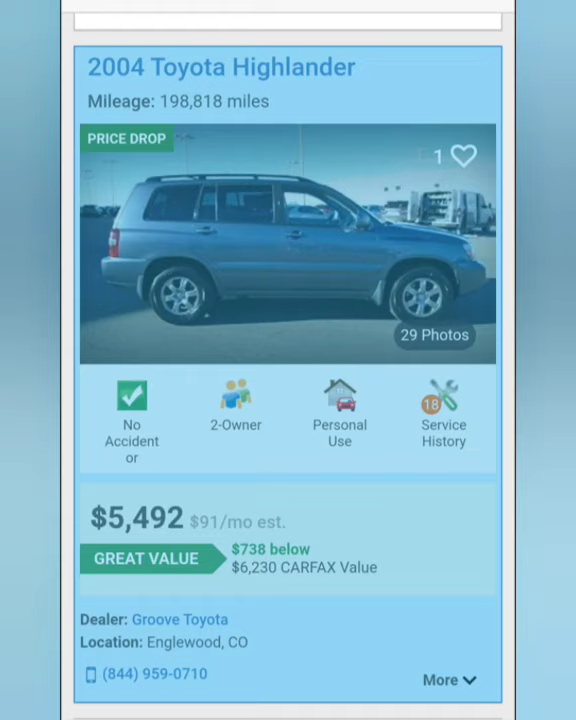 2004 Toyota Highlander
Mileage: 198,818 miles
PRICE DROP
1
29 Photos
No
Accident
or
2-Owner
Personal
Use
18
Service
History
$5,492 $91/mo est.
GREAT VALUE
$738 below
$6,230 CARFAX Value
Dealer: Groove Toyota
Location: Englewood, CO
(844) 959-0710
More